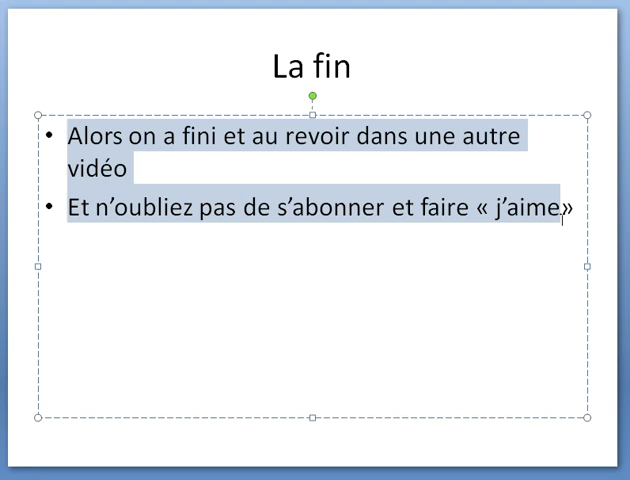 La fin
• Alors on a fini et au revoir dans une autre
vidéo
• Et n’oubliez pas de s’abonner et faire « j’aime »